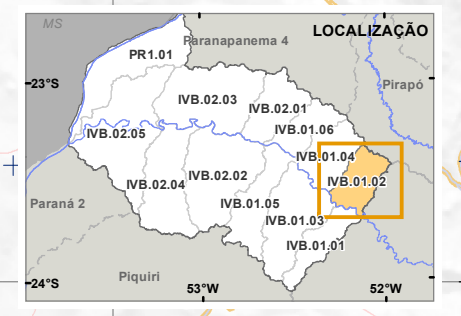 MS
LOCALIZAÇÃO
Paranapanema 4
PR1.01
-23°S
Pirapó
IVB.02.03
IVB.02.01
IVB.02.05
IVB.01.06
IVB.01.04
IVB.02.02
IVB.01.02
IVB.02.04
Paraná 2
IVB.01.05
IVB.01.03
IVB.01.01
Piquiri
-24°S
53°W
52°W